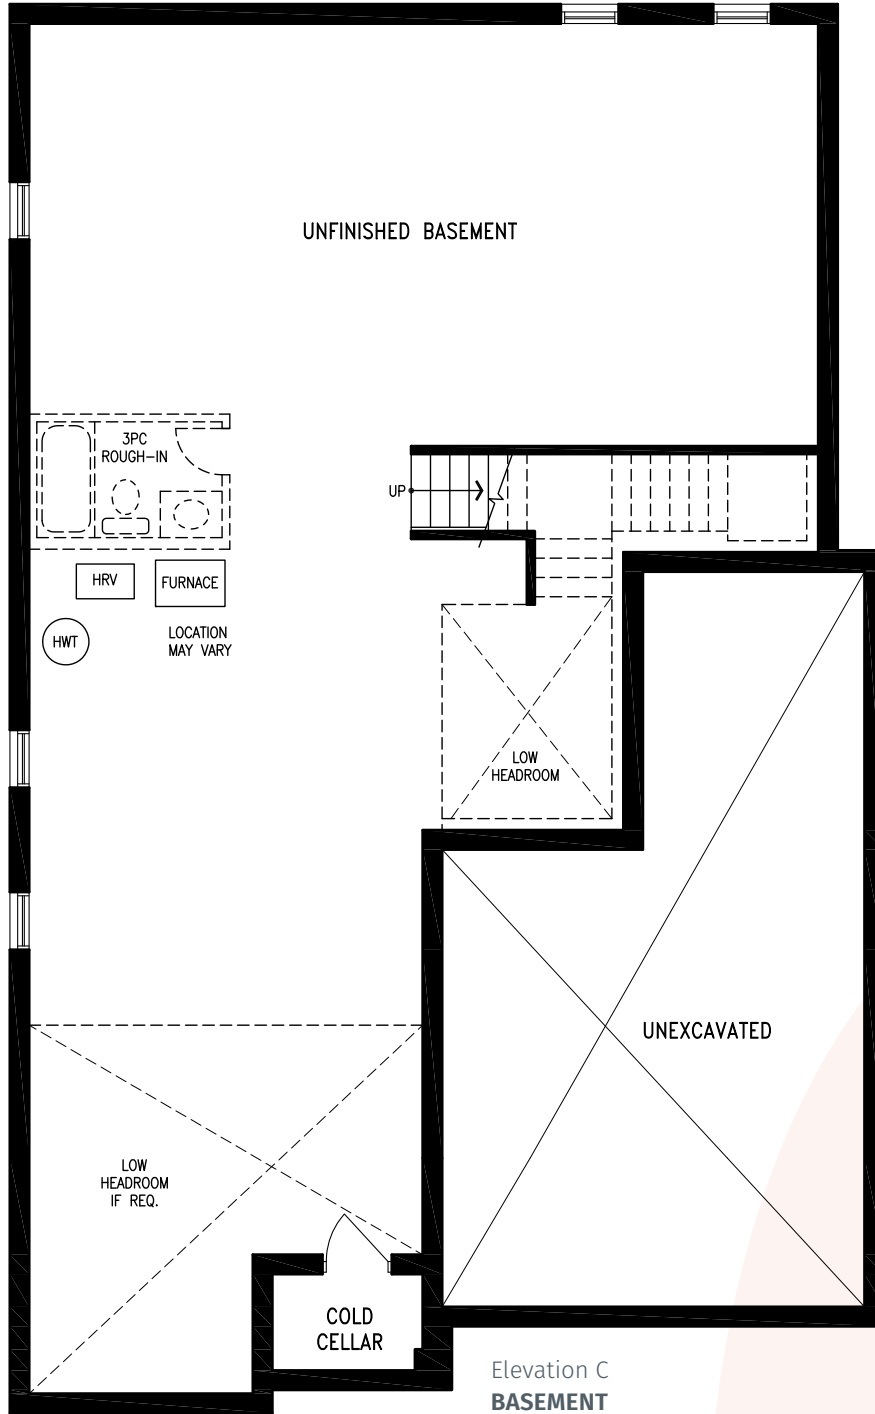 UNFINISHED BASEMENT
3PC
ROUGH-IN
UP
HRV
FURNACE
HWT
LOCATION
MAY VARY
LOW
HEADROOM
UNEXCAVATED
LOW
HEADROOM
IF REQ.
COLD
CELLAR
Elevation C
BASEMENT